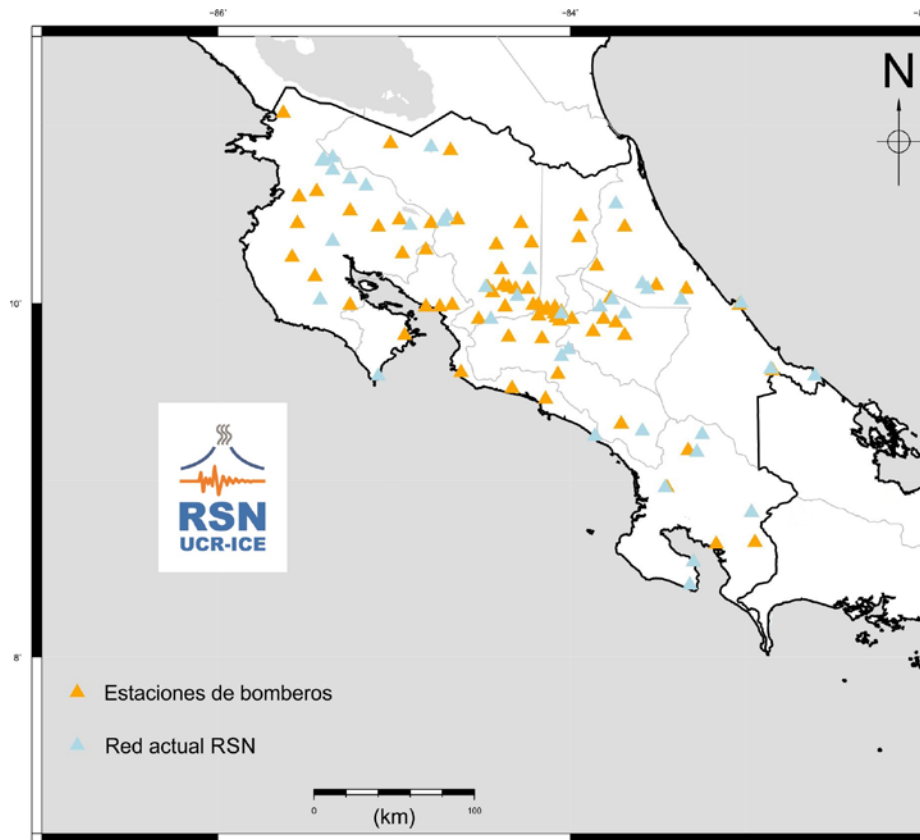 -86°
-84°
N
10°
RSN
UCR-ICE
8°
Estaciones de bomberos
Red actual RSN
0
100
(km)